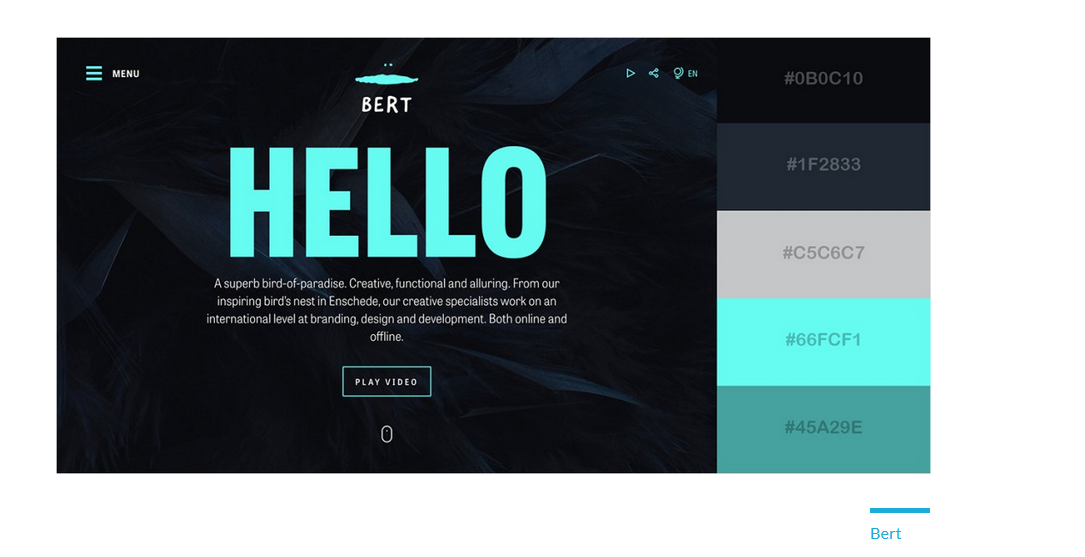 MENU
BERT
EN
HELLO
A superb bird-of-paradise. Creative, functional and alluring. From our
inspiring bird's nest in Enschede, our creative specialists work on an
international level at branding, design and development. Both online and
offline.
PLAY VIDEO
#0B0C10
#1F2833
#C5C6C7
#66FCF1
#45A29E
Bert